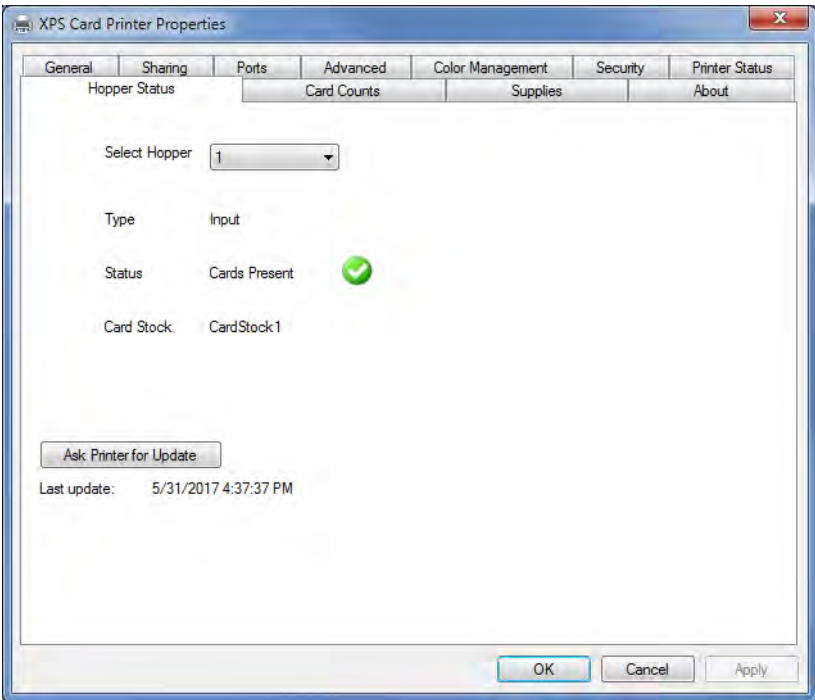 XPS Card Printer Properties
General Sharing Ports Advanced Color Management Security Printer Status
Hopper Status Card Counts Supplies About
Select Hopper 1
Type Input
Status Cards Present
Card Stock CardStock1
Ask Printer for Update
Last update: 5/31/2017 4:37:37 PM
OK Cancel Apply